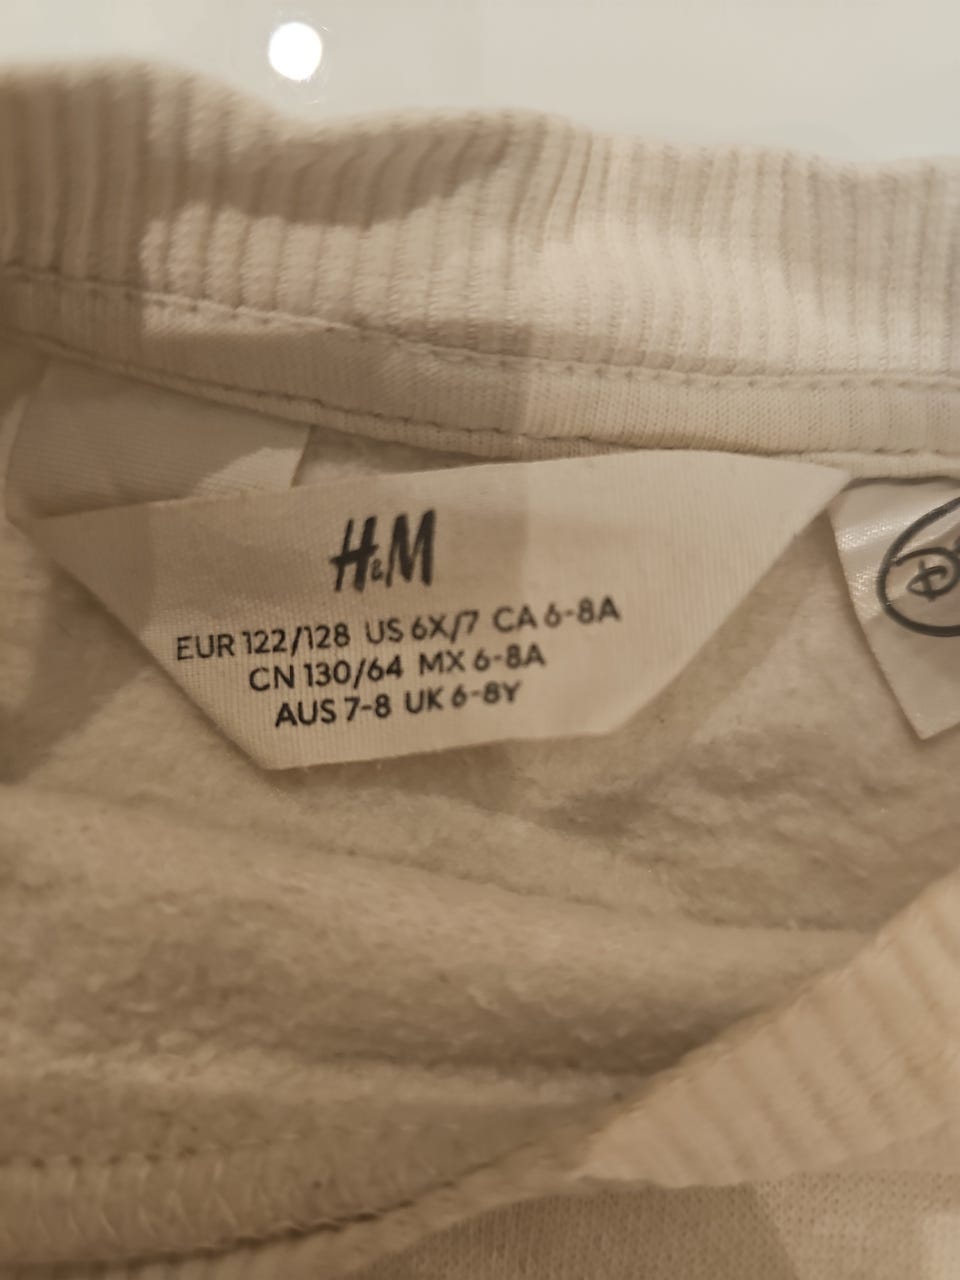 H&M
EUR 122/128 US 6X/7 CA 6-8A
CN 130/64 MX 6-8A
AUS 7-8 UK 6-8Y